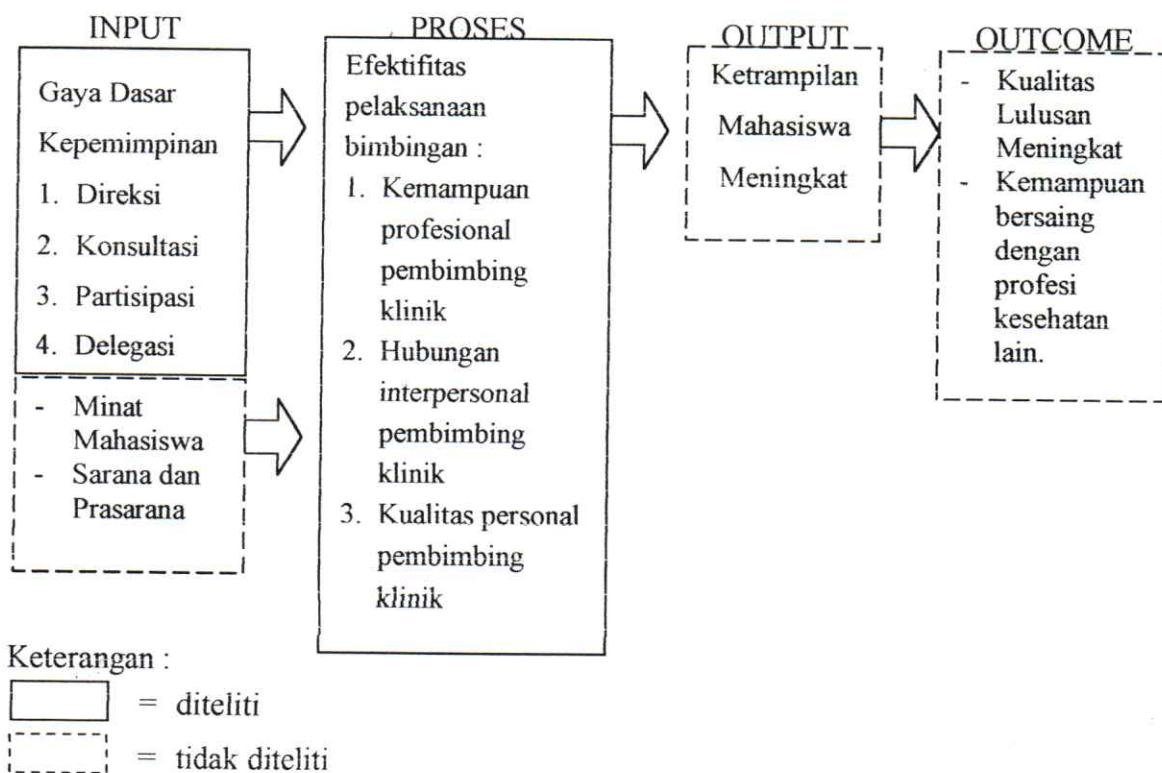 INPUT
Gaya Dasar
Kepemimpinan
1. Direksi
2. Konsultasi
3. Partisipasi
4. Delegasi
- Minat
Mahasiswa
- Sarana dan
Prasarana
PROSES
Efektifitas
pelaksanaan
bimbingan :
1. Kemampuan
profesional
pembimbing
klinik
2. Hubungan
interpersonal
pembimbing
klinik
3. Kualitas personal
pembimbing
klinik
OUTPUT
Ketrampilan
Mahasiswa
Meningkat
OUTCOME
- Kualitas
Lulusan
Meningkat
- Kemampuan
bersaing
dengan
profesi
kesehatan
lain.
Keterangan :
= diteliti
= tidak diteliti